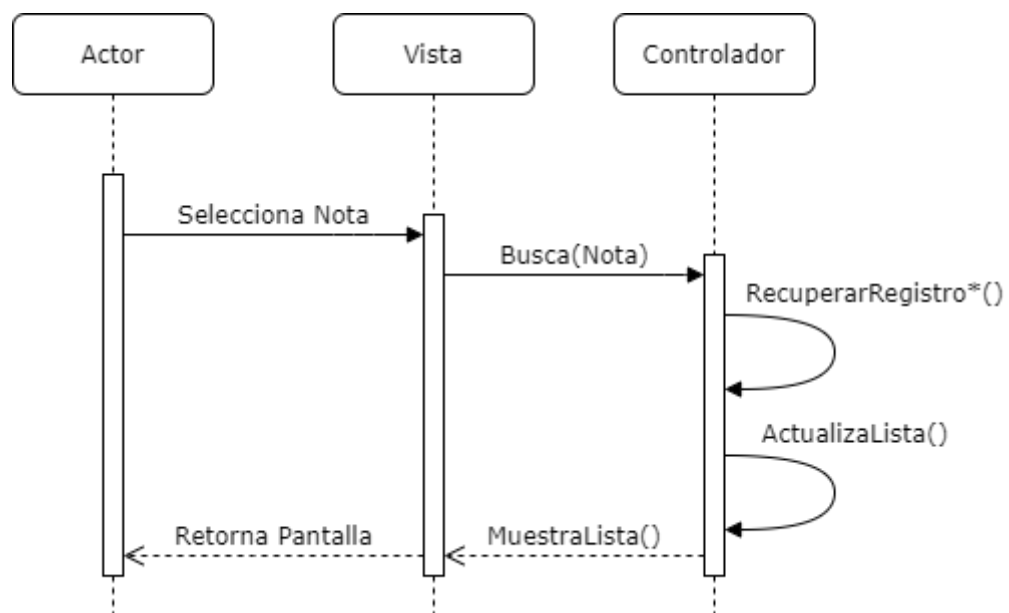 Actor
Vista
Controlador
Selecciona Nota
Busca(Nota)
RecuperarRegistro*()
ActualizaLista()
MuestraLista()
Retorna Pantalla